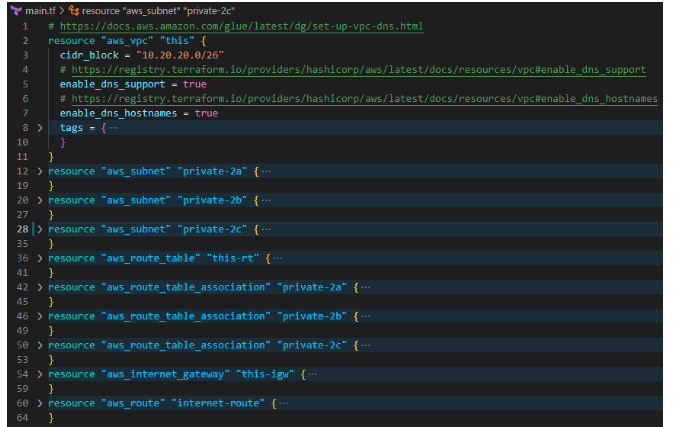 main.tf > resource "aws_subnet" "private-2c"
1 # https://docs.aws.amazon.com/glue/latest/dg/set-up-vpc-dns.html
2 resource "aws_vpc" "this" {
3 cidr_block = "10.20.20.0/26"
4 # https://registry.terraform.io/providers/hashicorp/aws/latest/docs/resources/vpc#enable_dns_support
5 enable_dns_support = true
6 # https://registry.terraform.io/providers/hashicorp/aws/latest/docs/resources/vpc#enable_dns_hostnames
7 enable_dns_hostnames = true
8 > tags = { ···
10 }
11 }
12 > resource "aws_subnet" "private-2a" { ···
19 }
20 > resource "aws_subnet" "private-2b" { ···
27 }
28 > resource "aws_subnet" "private-2c" { ···
35 }
36 > resource "aws_route_table" "this-rt" { ···
41 }
42 > resource "aws_route_table_association" "private-2a" { ···
45 }
46 > resource "aws_route_table_association" "private-2b" { ···
49 }
50 > resource "aws_route_table_association" "private-2c" { ···
53 }
54 > resource "aws_internet_gateway" "this-igw" { ···
59 }
60 > resource "aws_route" "internet-route" { ···
64 }